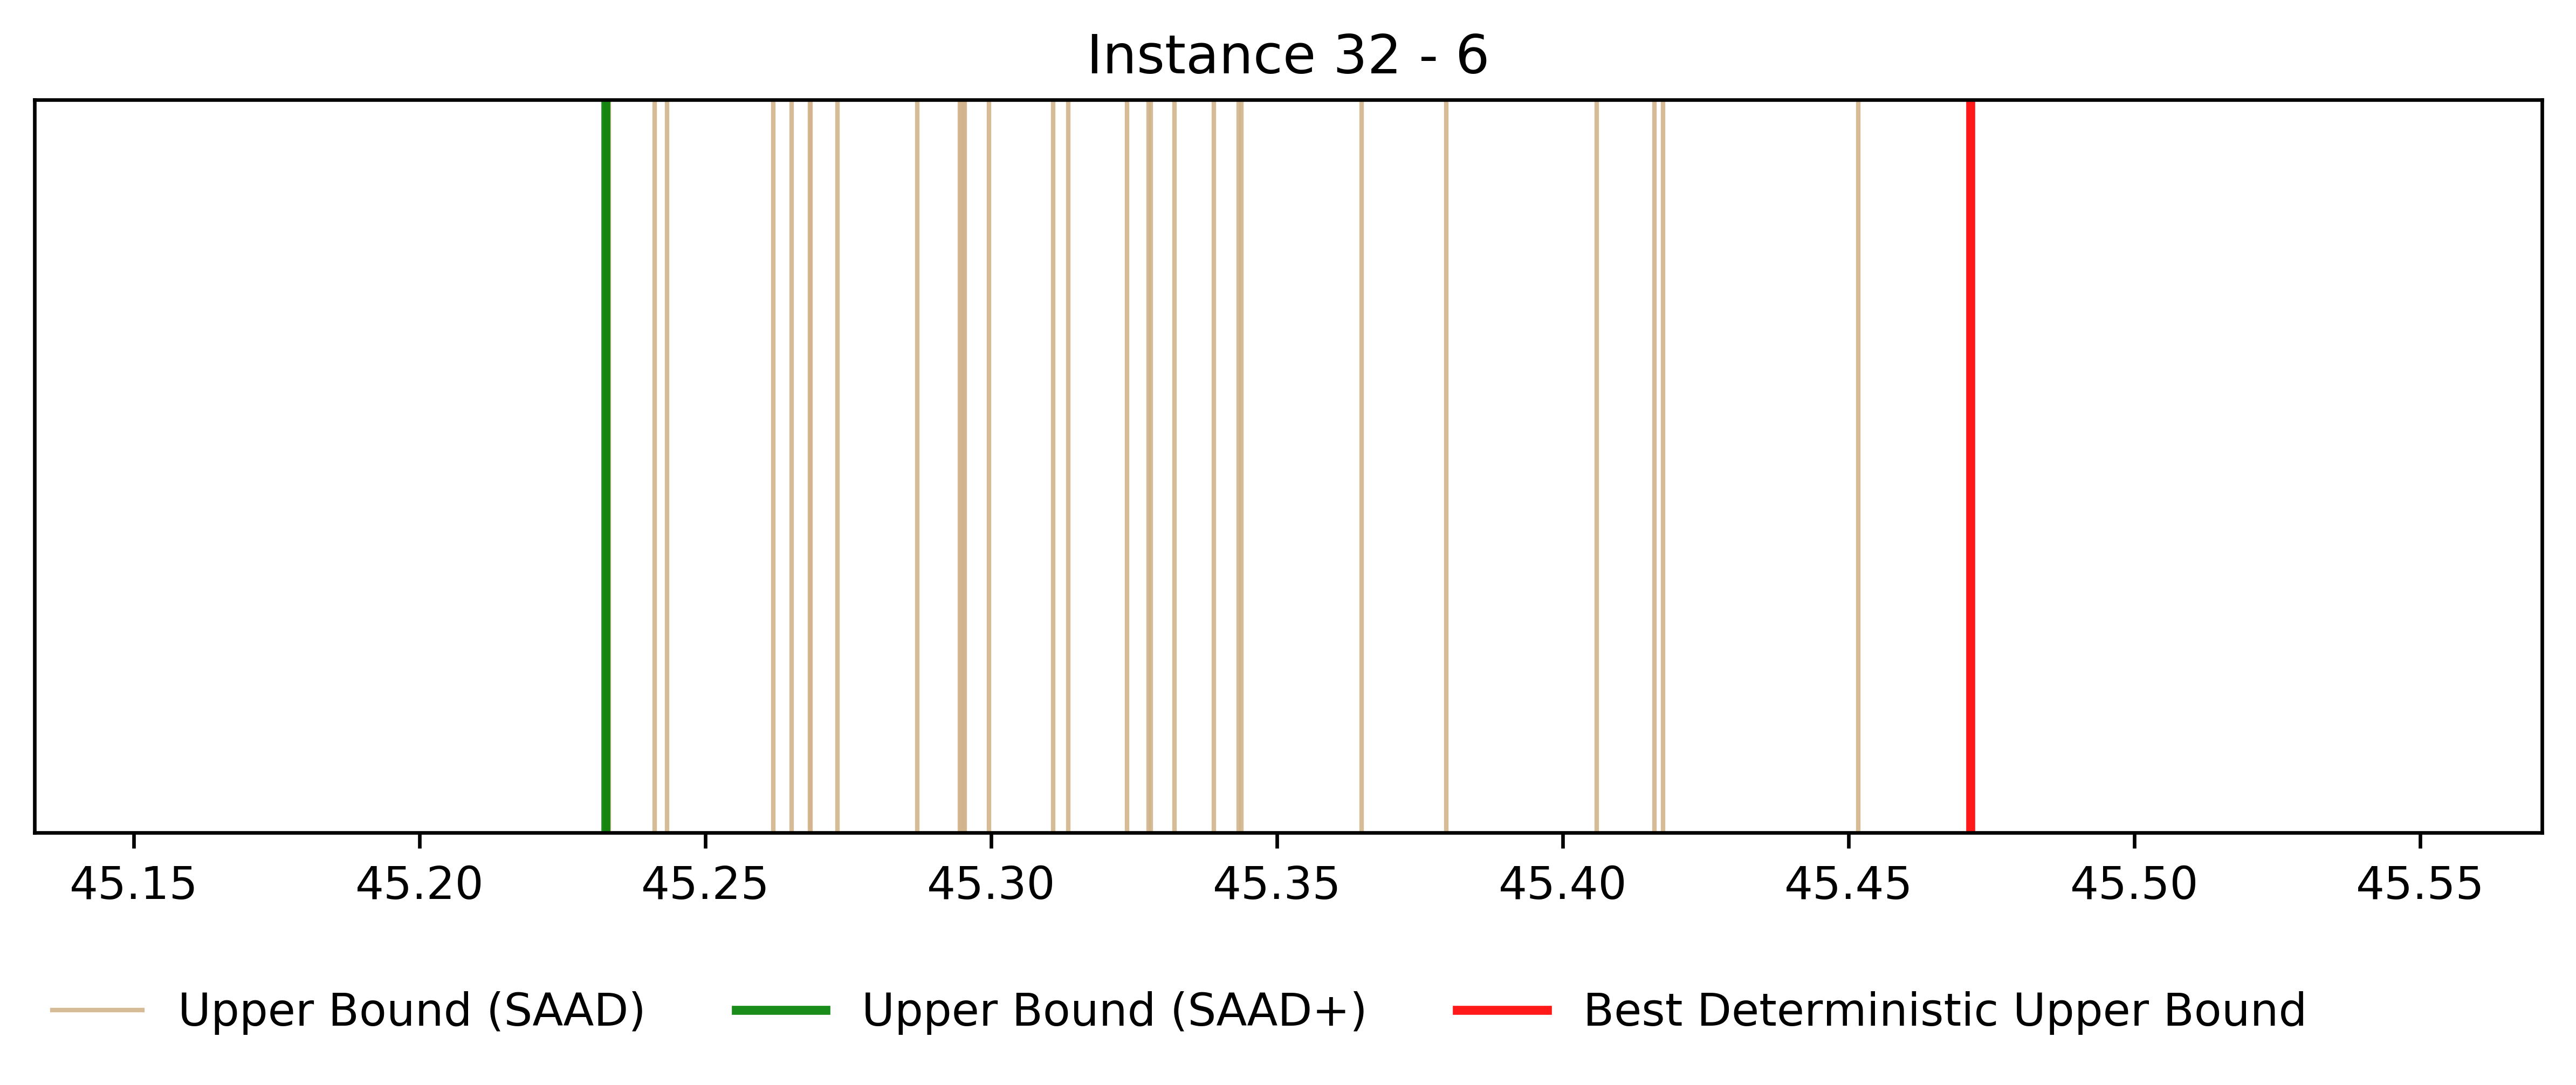 Instance 32 - 6
45.15 45.20 45.25 45.30 45.35 45.40 45.45 45.50 45.55
Upper Bound (SAAD) Upper Bound (SAAD+) Best Deterministic Upper Bound